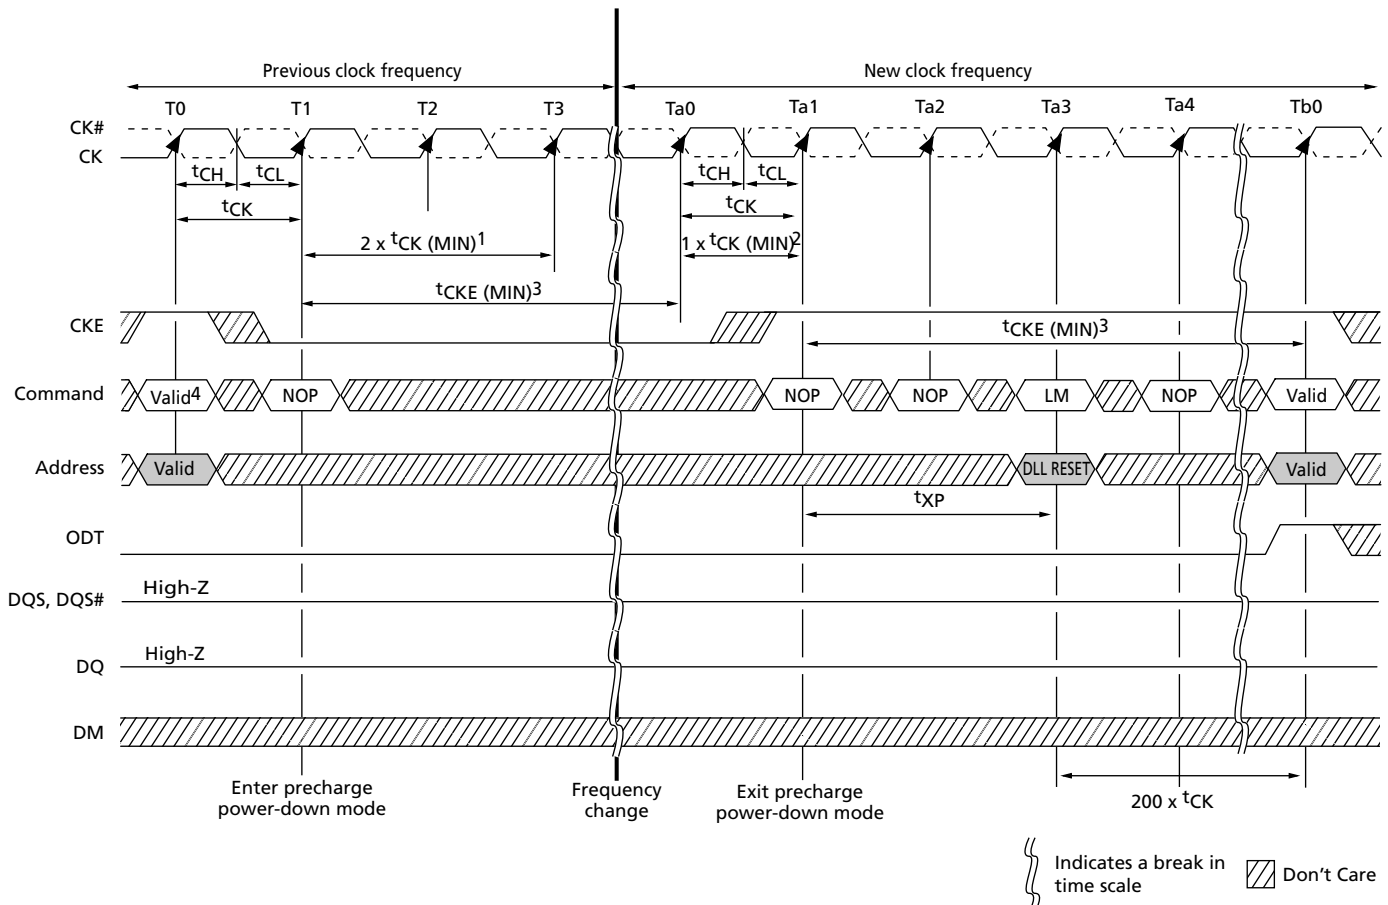 Previous clock frequency
New clock frequency
T0 T1 T2 T3 Ta0 Ta1 Ta2 Ta3 Ta4 Tb0
CK#
CK
tCH tCL tCH tCL
tCK tCK
2 x tCK (MIN)1 1 x tCK (MIN)2
tCKE (MIN)3
CKE
tCKE (MIN)3
Command Valid4 NOP NOP NOP LM NOP Valid
Address Valid DLL RESET Valid
tXP
ODT
High-Z
DQS, DQS#
High-Z
DQ
DM
Enter precharge
power-down mode
Frequency
change
Exit precharge
power-down mode
200 x tCK
Indicates a break in
time scale
Don't Care